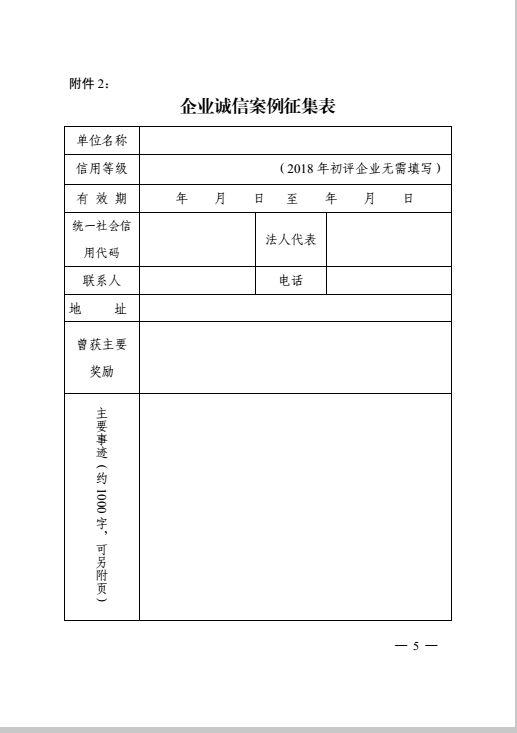 附件 2：
企业诚信案例征集表
单位名称
信用等级 （2018 年初评企业无需填写）
有 效 期 年 月 日 至 年 月 日
统一社会信
用代码
法人代表
联系人 电话
地 址
曾获主要
奖励
主要事迹（约 1000 字，可另附页）
— 5 —